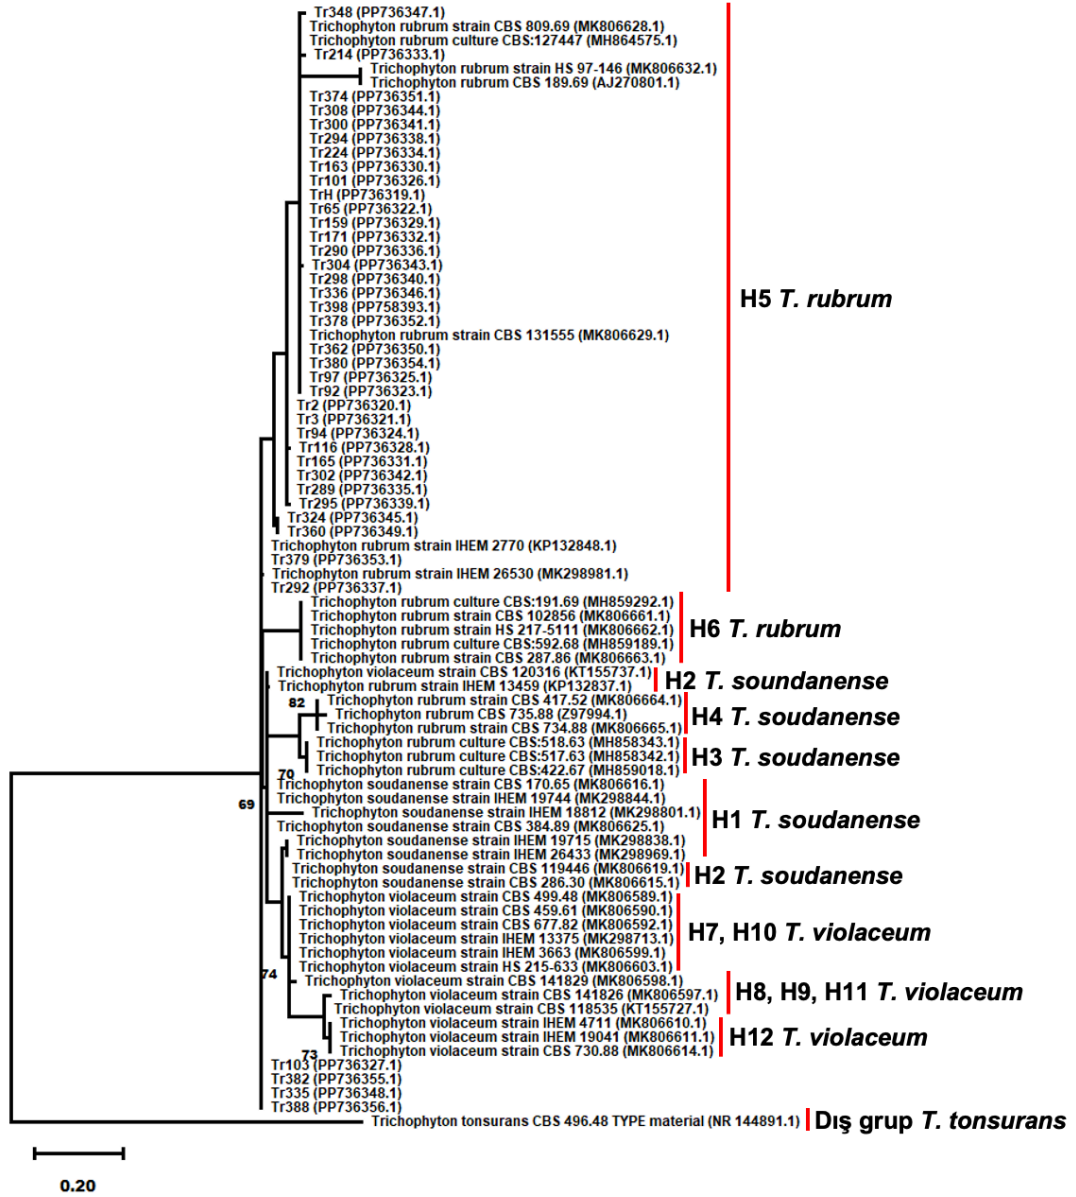 Tr348 (PP736347.1)
Trichophyton rubrum strain CBS 809.69 (MK806628.1)
Trichophyton rubrum culture CBS:127447 (MH864575.1)
Tr214 (PP736333.1)
Trichophyton rubrum strain HS 97-146 (MK806632.1)
Trichophyton rubrum CBS 189.69 (AJ270801.1)
Tr374 (PP736351.1)
Tr308 (PP736344.1)
Tr300 (PP736341.1)
Tr294 (PP736338.1)
Tr224 (PP736334.1)
Tr163 (PP736330.1)
Tr101 (PP736326.1)
TrH (PP736319.1)
Tr65 (PP736322.1)
Tr159 (PP736329.1)
Tr171 (PP736332.1)
Tr290 (PP736336.1)
Tr304 (PP736343.1)
Tr298 (PP736340.1)
Tr336 (PP736346.1)
Tr398 (PP758393.1)
Tr378 (PP736352.1)
Trichophyton rubrum strain CBS 131555 (MK806629.1)
Tr362 (PP736350.1)
Tr380 (PP736354.1)
Tr97 (PP736325.1)
Tr92 (PP736323.1)
Tr2 (PP736320.1)
Tr3 (PP736321.1)
Tr94 (PP736324.1)
Tr116 (PP736328.1)
Tr165 (PP736331.1)
Tr302 (PP736342.1)
Tr289 (PP736335.1)
Tr295 (PP736339.1)
Tr324 (PP736345.1)
Tr360 (PP736349.1)
Trichophyton rubrum strain IHEM 2770 (KP132848.1)
Tr379 (PP736353.1)
Trichophyton rubrum strain IHEM 26530 (MK298981.1)
Tr292 (PP736337.1)
H5 T. rubrum
Trichophyton rubrum culture CBS:191.69 (MH859292.1)
Trichophyton rubrum strain CBS 102856 (MK806661.1)
Trichophyton rubrum strain HS 217-5111 (MK806662.1)
Trichophyton rubrum culture CBS:592.68 (MH859189.1)
Trichophyton rubrum strain CBS 287.86 (MK806663.1)
H6 T. rubrum
Trichophyton violaceum strain CBS 120316 (KT155737.1)
Trichophyton rubrum strain IHEM 13459 (KP132837.1)
H2 T. soundanense
82
Trichophyton rubrum strain CBS 417.52 (MK806664.1)
Trichophyton rubrum CBS 735.88 (Z97994.1)
Trichophyton rubrum strain CBS 734.88 (MK806665.1)
H4 T. soudanense
Trichophyton rubrum culture CBS:518.63 (MH858343.1)
Trichophyton rubrum culture CBS:517.63 (MH858342.1)
Trichophyton rubrum culture CBS:422.67 (MH859018.1)
H3 T. soudanense
70
69
Trichophyton soudanense strain CBS 170.65 (MK806616.1)
Trichophyton soudanense strain IHEM 19744 (MK298844.1)
Trichophyton soudanense strain IHEM 18812 (MK298801.1)
Trichophyton soudanense strain CBS 384.89 (MK806625.1)
Trichophyton soudanense strain IHEM 19715 (MK298838.1)
Trichophyton soudanense strain IHEM 26433 (MK298969.1)
H1 T. soudanense
Trichophyton soudanense strain CBS 119446 (MK806619.1)
Trichophyton soudanense strain CBS 286.30 (MK806615.1)
H2 T. soudanense
Trichophyton violaceum strain CBS 499.48 (MK806589.1)
Trichophyton violaceum strain CBS 459.61 (MK806590.1)
Trichophyton violaceum strain CBS 677.82 (MK806592.1)
Trichophyton violaceum strain IHEM 13375 (MK298713.1)
Trichophyton violaceum strain IHEM 3663 (MK806599.1)
Trichophyton violaceum strain HS 215-633 (MK806603.1)
H7, H10 T. violaceum
74
Trichophyton violaceum strain CBS 141829 (MK806598.1)
Trichophyton violaceum strain CBS 141826 (MK806597.1)
Trichophyton violaceum strain CBS 118535 (KT155727.1)
H8, H9, H11 T. violaceum
Trichophyton violaceum strain IHEM 4711 (MK806610.1)
Trichophyton violaceum strain IHEM 19041 (MK806611.1)
Trichophyton violaceum strain CBS 730.88 (MK806614.1)
H12 T. violaceum
73
Tr103 (PP736327.1)
Tr382 (PP736355.1)
Tr335 (PP736348.1)
Tr388 (PP736356.1)
Trichophyton tonsurans CBS 496.48 TYPE material (NR 144891.1)
Dış grup T. tonsurans
0.20